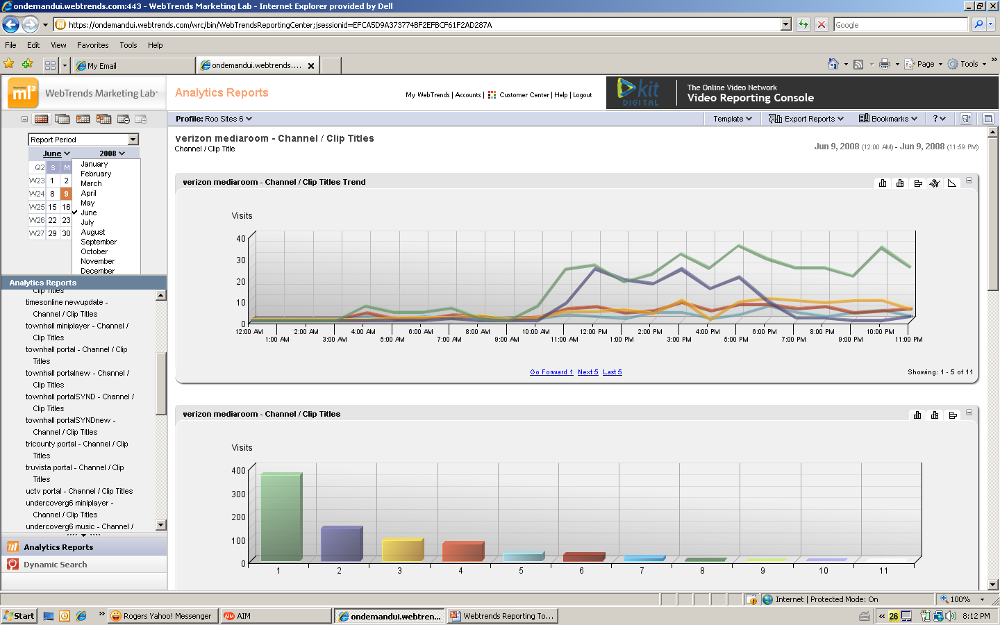 ondemandui.webtrends.com:443 - WebTrends Marketing Lab - Internet Explorer provided by Dell
https://ondemandui.webtrends.com/wrc/bin/WebTrendsReportingCenter;jsessionid=EFCA5D9A373774BF2EFBCF61F2AD287A
Google
File Edit View Favorites Tools Help
My Email
ondemandui.webtrends....
Page Tools »
ml² WebTrends Marketing Lab
Analytics Reports
My WebTrends | Accounts | Customer Center | Help | Logout
kit DIGITAL
The Online Video Network
Video Reporting Console
Profile: Roo Sites 6
Template
Export Reports
Bookmarks
?
Report Period
June 2008
Q2 S M
W23 1 2
W24 8 9
W25 15 16
W26 22 23
W27 29 30
January
February
March
April
May
June
July
August
September
October
November
December
Analytics Reports
Clip Titles
timesonline newupdate -
Channel / Clip Titles
townhall miniplayer - Channel /
Clip Titles
townhall portal - Channel / Clip
Titles
townhall portalnew - Channel /
Clip Titles
townhall portalSYND - Channel /
Clip Titles
townhall portalSYNDnew -
Channel / Clip Titles
tricounty portal - Channel / Clip
Titles
truvista portal - Channel / Clip
Titles
uctv portal - Channel / Clip Titles
undercoverg6 miniplayer -
Channel / Clip Titles
undercoverg6 music - Channel /
Analytics Reports
Dynamic Search
verizon mediaroom - Channel / Clip Titles
Channel / Clip Title
Jun 9, 2008 (12:00 AM) - Jun 9, 2008 (11:59 PM)
verizon mediaroom - Channel / Clip Titles Trend
Visits
40
30
20
10
0
12:00 AM 2:00 AM 4:00 AM 6:00 AM 8:00 AM 10:00 AM 12:00 PM 2:00 PM 4:00 PM 6:00 PM 8:00 PM 10:00 PM
1:00 AM 3:00 AM 5:00 AM 7:00 AM 9:00 AM 11:00 AM 1:00 PM 3:00 PM 5:00 PM 7:00 PM 9:00 PM 11:00 PM
Go Forward 1 Next 5 Last 5
Showing: 1 - 5 of 11
verizon mediaroom - Channel / Clip Titles
Visits
400
300
200
100
0
1 2 3 4 5 6 7 8 9 10 11
Internet | Protected Mode: On
100%
Start
»
Rogers Yahoo! Messenger
AIM
ondemandui.webtren...
Webtrends Reporting To...
«
26
8:12 PM